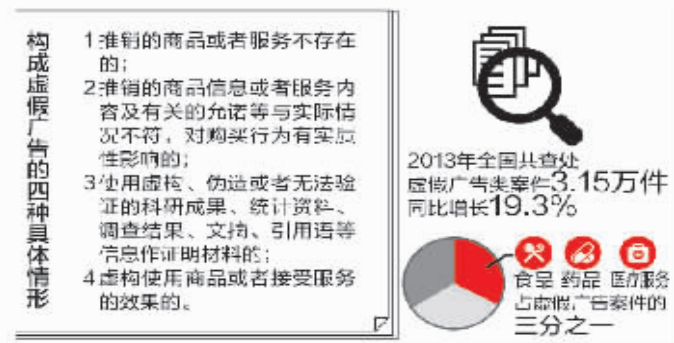 构成虚假广告的四种具体情形
1推销的商品或者服务不存在
的；
2推销的商品信息或者服务内
容及有关的允诺等与实际情
况不符，对购买行为有实质
性影响的；
3使用虚构、伪造或者无法验
证的科研成果、统计资料、
调查结果、文摘、引用语等
信息作证明材料的；
4虚构使用商品或者接受服务
的效果的。
2013年全国共查处
虚假广告类案件3.15万件
同比增长19.3%
食品 药品 医疗服务
占虚假广告案件的
三分之一